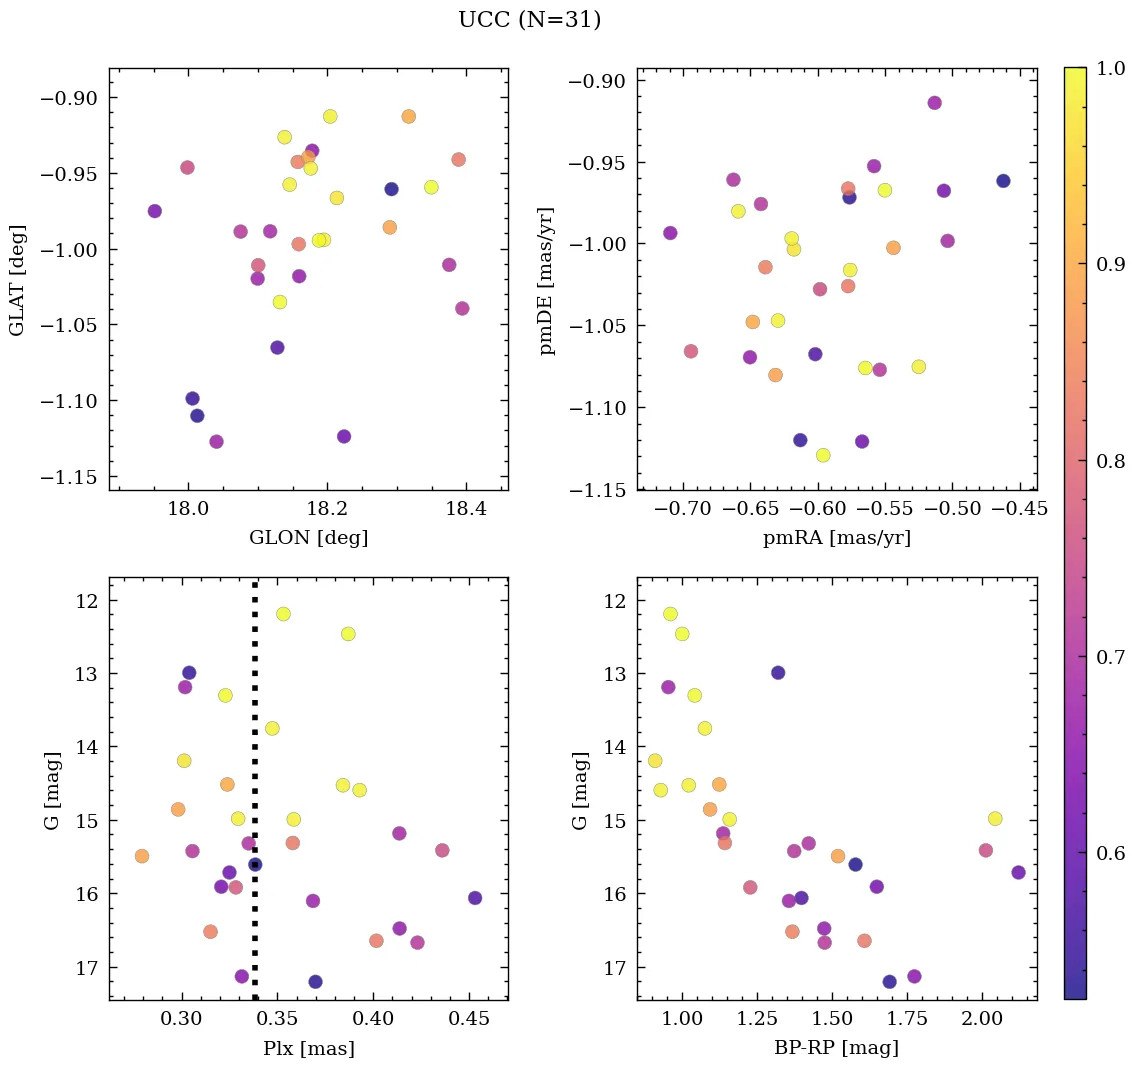 UCC (N=31)
−0.90
−0.95
−1.00
−1.05
−1.10
−1.15
GLAT [deg]
18.0 18.2 18.4
GLON [deg]
−0.90
−0.95
−1.00
−1.05
−1.10
−1.15
pmDE [mas/yr]
−0.70 −0.65 −0.60 −0.55 −0.50 −0.45
pmRA [mas/yr]
12
13
14
15
16
17
G [mag]
0.30 0.35 0.40 0.45
Plx [mas]
12
13
14
15
16
17
G [mag]
1.00 1.25 1.50 1.75 2.00
BP-RP [mag]
1.0
0.9
0.8
0.7
0.6